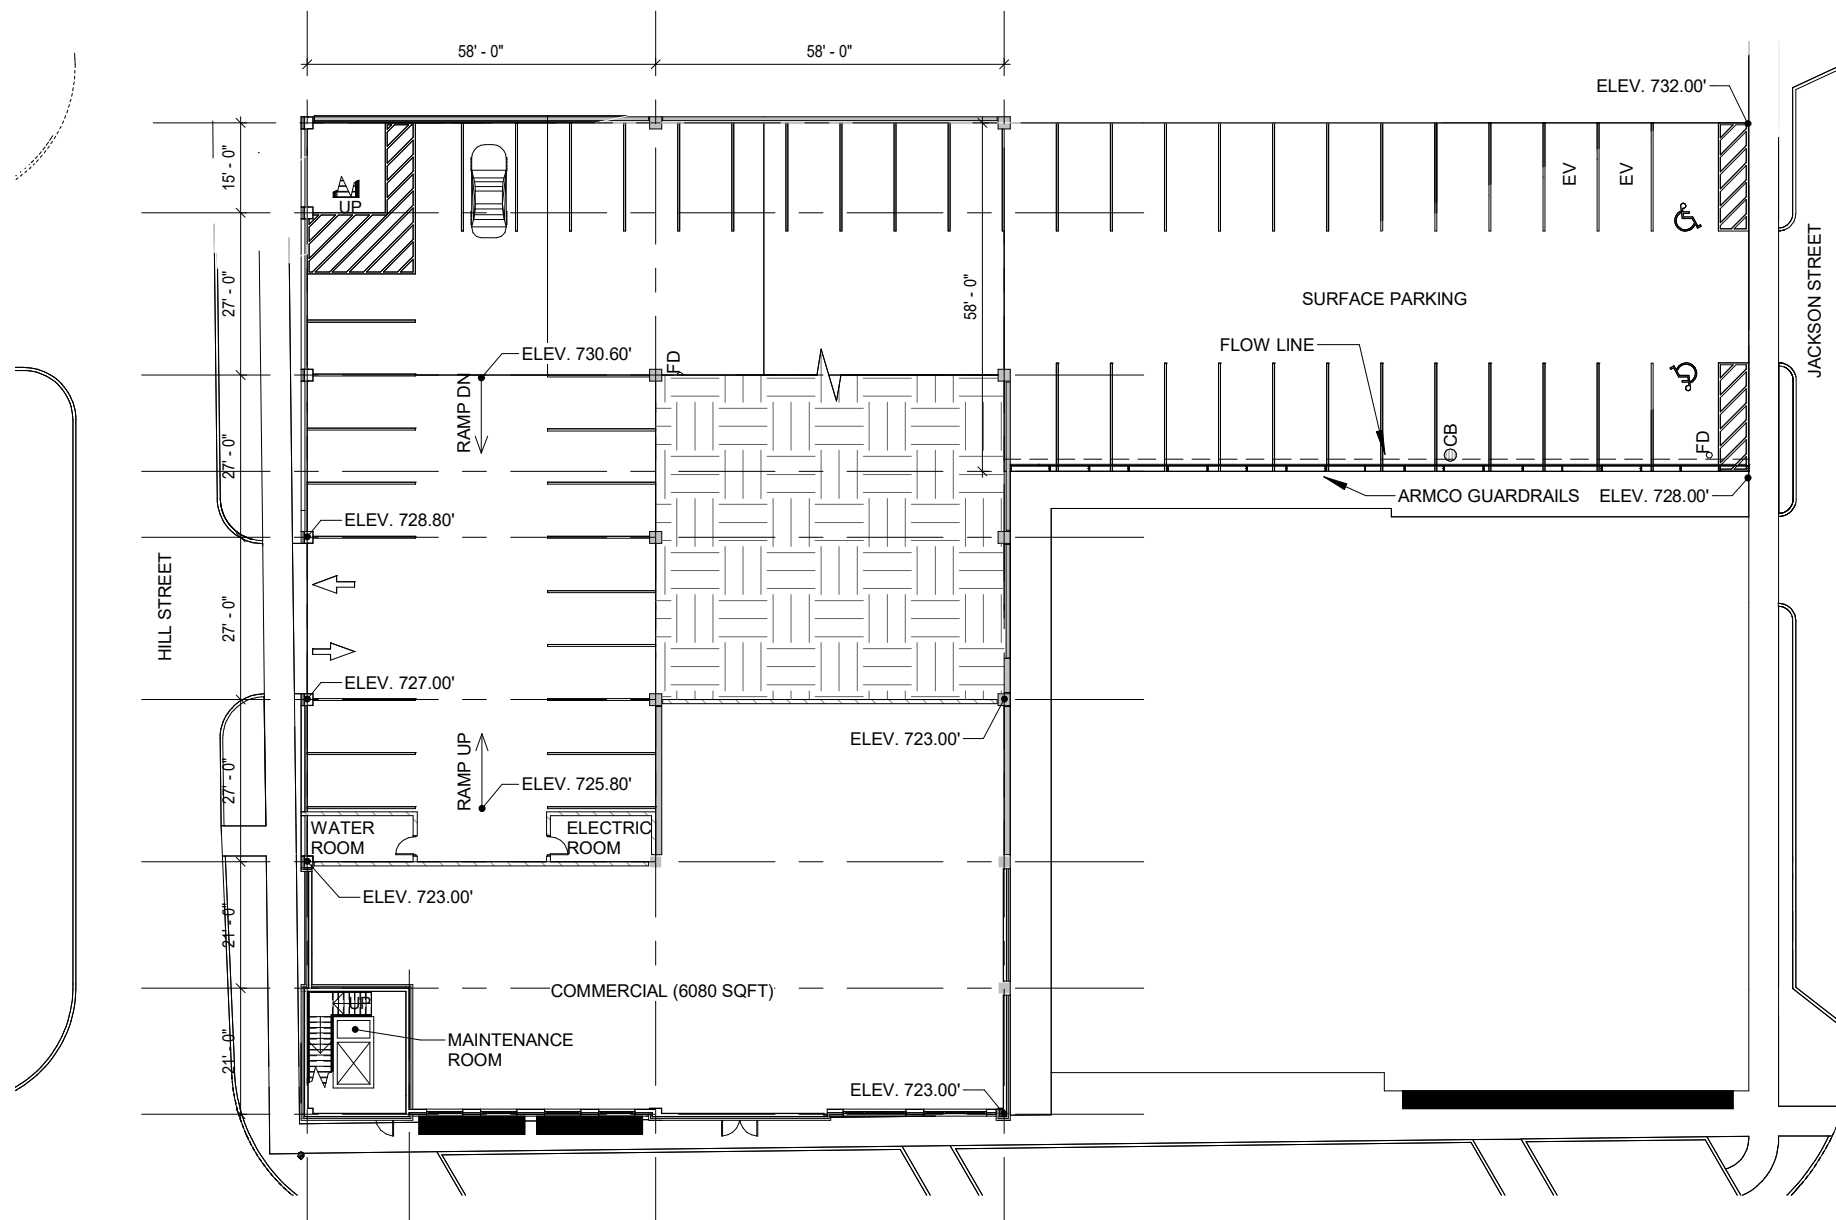 58' - 0"
58' - 0"
ELEV. 732.00'
15' - 0"
UP
EV
EV
27' - 0"
58' - 0"
SURFACE PARKING
JACKSON STREET
FLOW LINE
ELEV. 730.60'
FD
RAMP DN
27' - 0"
CB
FD
ARMCO GUARDRAILS
ELEV. 728.00'
ELEV. 728.80'
HILL STREET
27' - 0"
ELEV. 727.00'
ELEV. 723.00'
RAMP UP
27' - 0"
ELEV. 725.80'
WATER
ROOM
ELECTRIC
ROOM
ELEV. 723.00'
21' - 0"
COMMERCIAL (6080 SQFT)
UP
MAINTENANCE
ROOM
21' - 0"
ELEV. 723.00'